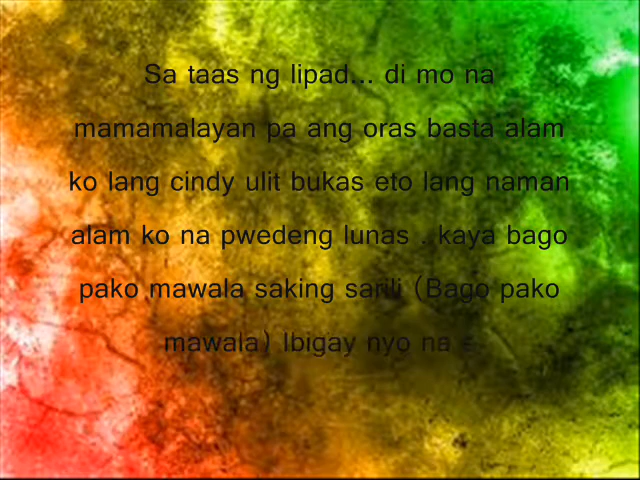 Sa taas ng lipad... di mo na
mamamalayan pa ang oras basta alam
ko lang cindy ulit bukas eto lang naman
alam ko na pwedeng lunas . kaya bago
pako mawala saking sarili (Bago pako
mawala) Ibigay nyo na